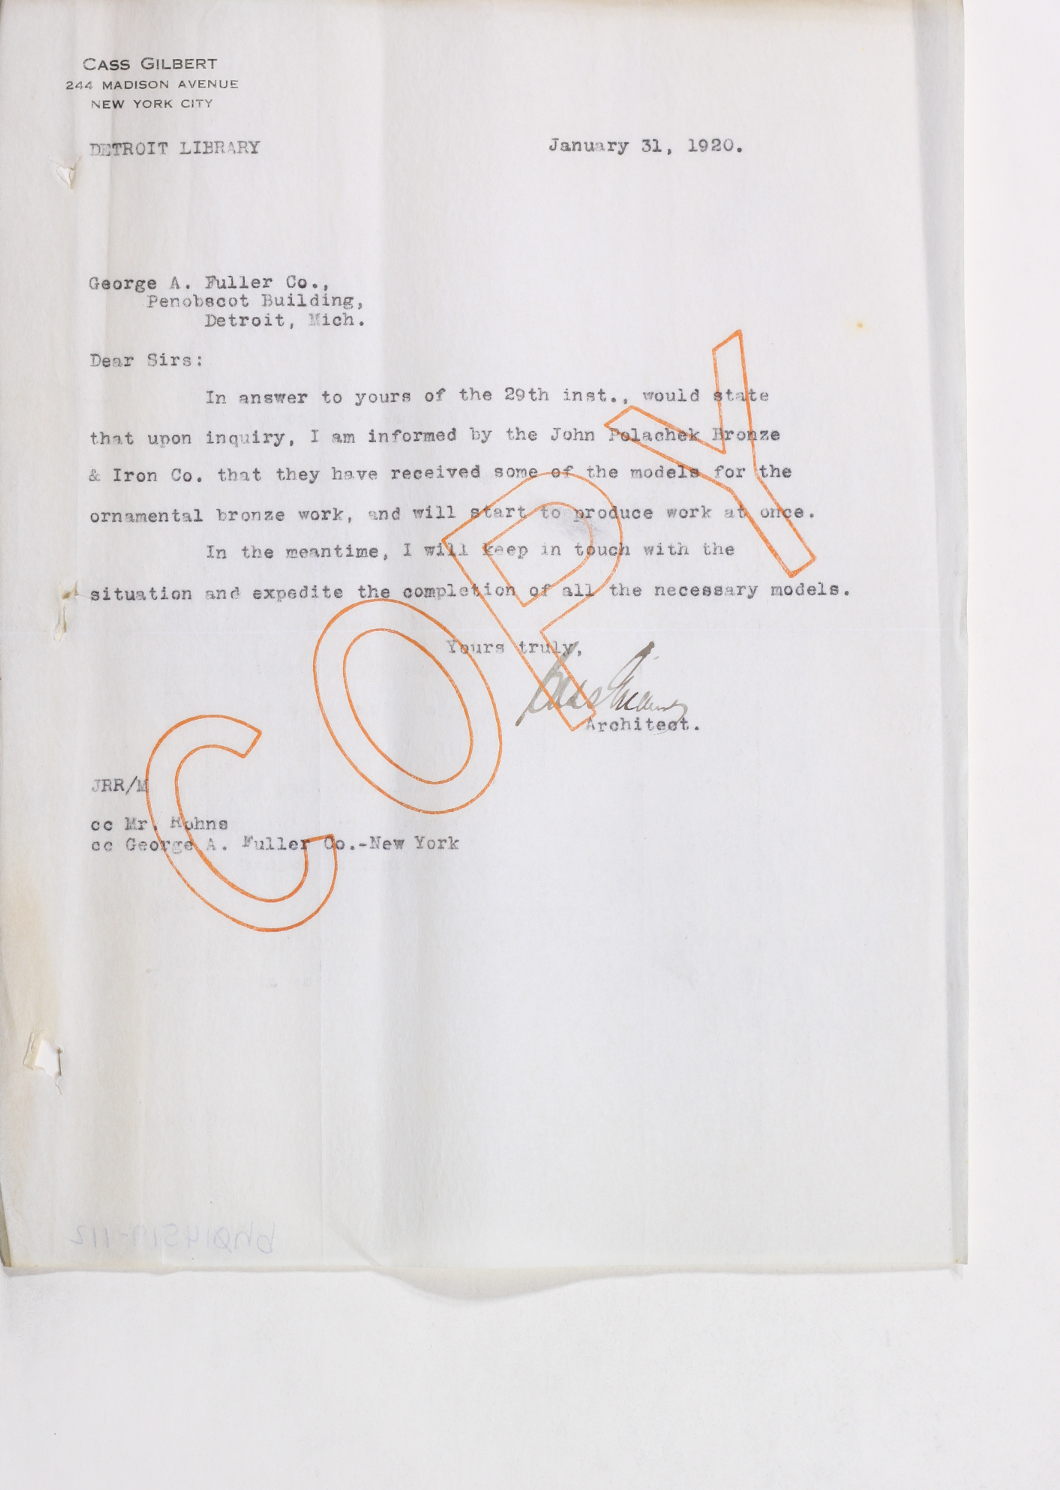 CASS GILBERT
244 MADISON AVENUE
NEW YORK CITY
DETROIT LIBRARY January 31, 1920.
George A. Fuller Co.,
Penobscot Building,
Detroit, Mich.
Dear Sirs:
In answer to yours of the 29th inst., would state
that upon inquiry, I am informed by the John Polachek Bronze
& Iron Co. that they have received some of the models for the
ornamental bronze work, and will start to produce work at once.
In the meantime, I will keep in touch with the
situation and expedite the completion of all the necessary models.
Yours truly,
Cass Gilbert
Architect.
JRR/M
cc Mr. Kohns
cc George A. Fuller Co.-New York
COPY